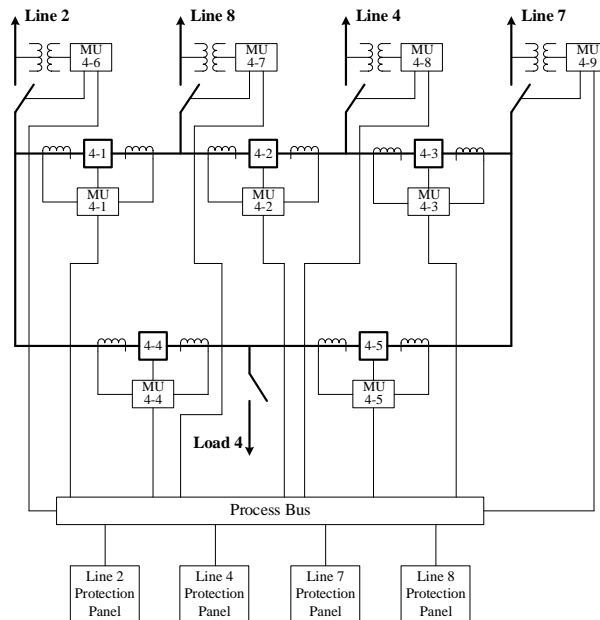 Line 2
Line 8
Line 4
Line 7
MU
4-6
MU
4-7
MU
4-8
MU
4-9
4-1
4-2
4-3
MU
4-1
MU
4-2
MU
4-3
4-4
4-5
MU
4-4
MU
4-5
Load 4
Process Bus
Line 2
Protection
Panel
Line 4
Protection
Panel
Line 7
Protection
Panel
Line 8
Protection
Panel